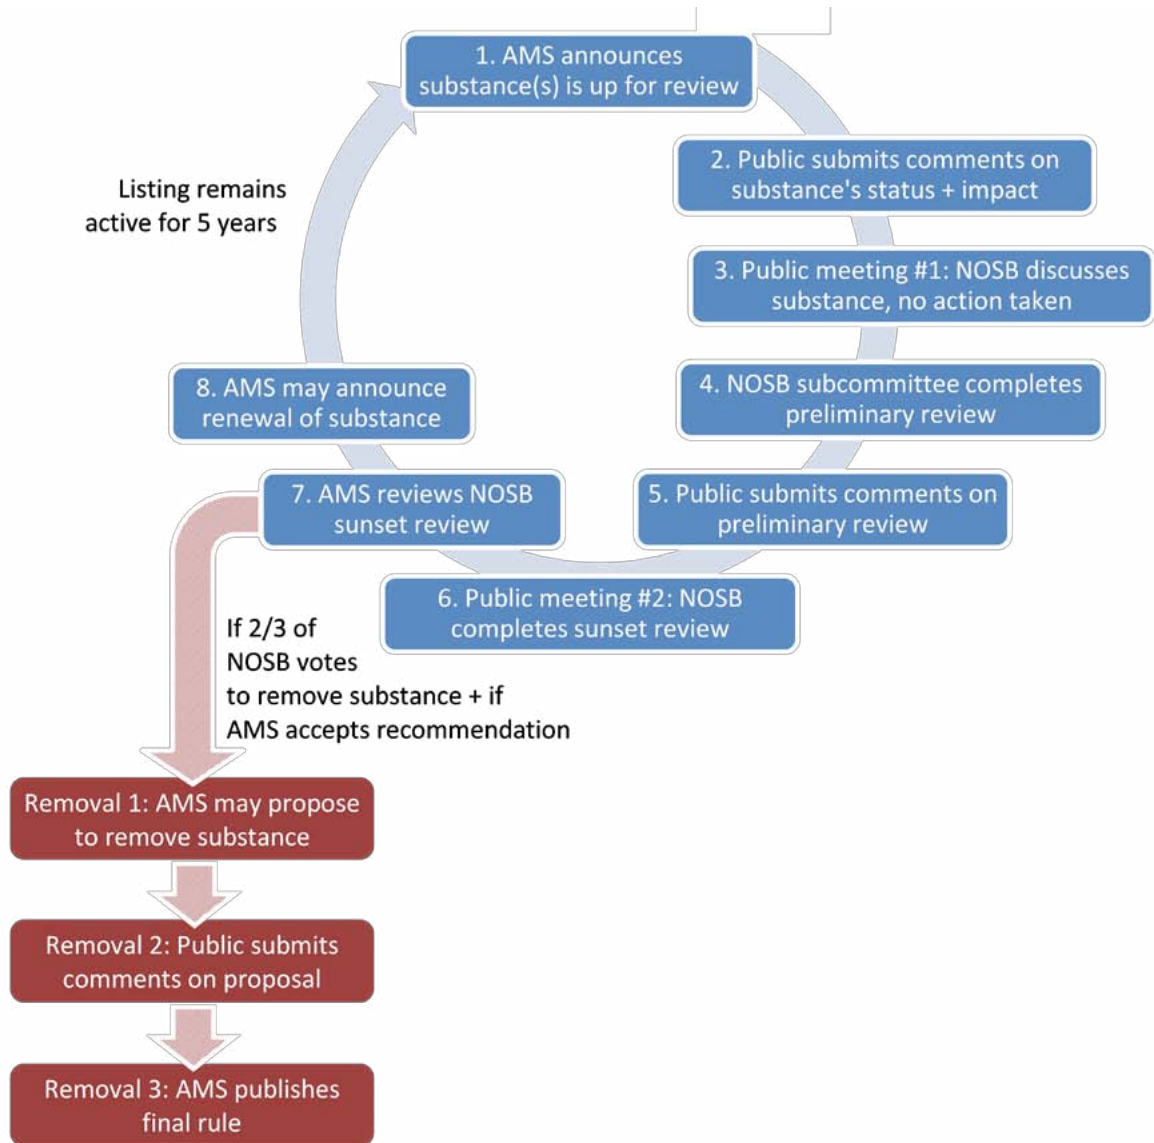 1. AMS announces
substance(s) is up for review
2. Public submits comments on
substance's status + impact
3. Public meeting #1: NOSB discusses
substance, no action taken
4. NOSB subcommittee completes
preliminary review
5. Public submits comments on
preliminary review
6. Public meeting #2: NOSB
completes sunset review
7. AMS reviews NOSB
sunset review
8. AMS may announce
renewal of substance
Listing remains
active for 5 years
If 2/3 of
NOSB votes
to remove substance + if
AMS accepts recommendation
Removal 1: AMS may propose
to remove substance
Removal 2: Public submits
comments on proposal
Removal 3: AMS publishes
final rule